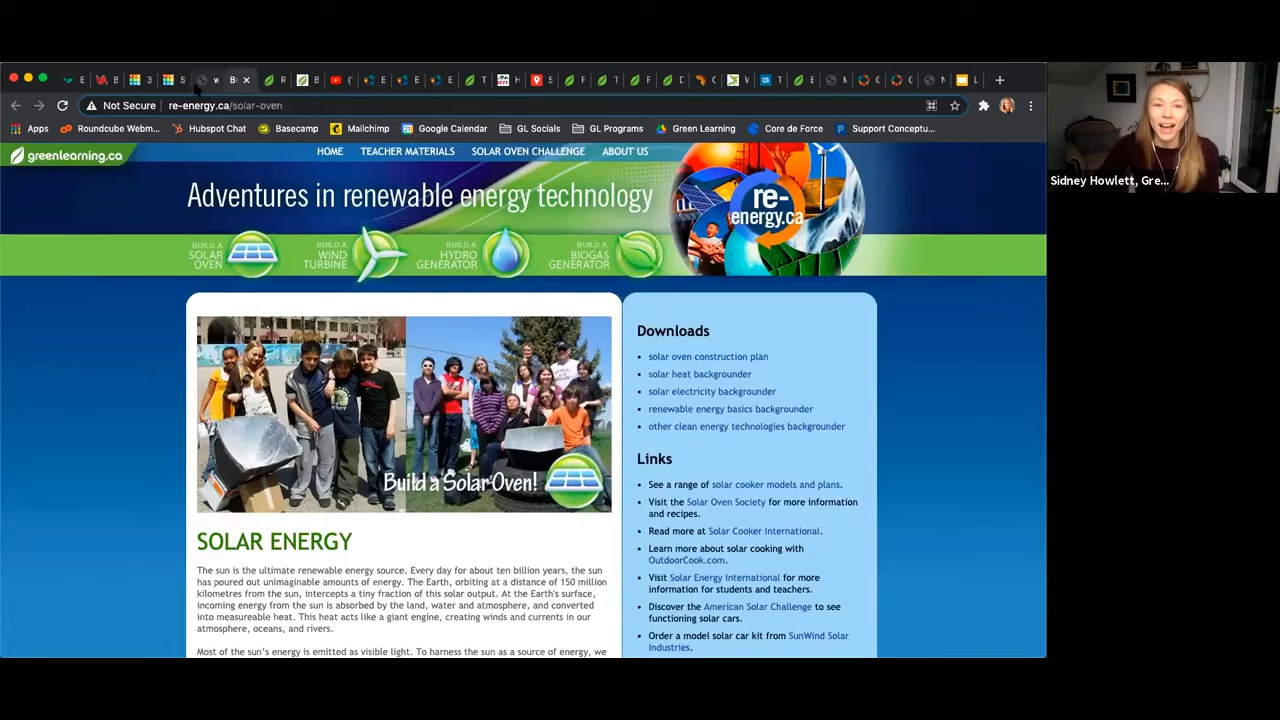 E
B
3
S
w
B
R
B
(
E
E
E
T
H
S
F
T
F
D
C
W
T
E
M
C
C
N
L
Not Secure re-energy.ca/solar-oven
Apps Roundcube Webm... Hubspot Chat Basecamp Mailchimp Google Calendar GL Socials GL Programs Green Learning Core de Force Support Conceptu...
greenlearning.ca HOME TEACHER MATERIALS SOLAR OVEN CHALLENGE ABOUT US
Adventures in renewable energy technology
re-
energy.ca
BUILD A
SOLAR
OVEN
BUILD A
WIND
TURBINE
BUILD A
HYDRO
GENERATOR
BUILD A
BIOGAS
GENERATOR
Build a Solar Oven!
SOLAR ENERGY
The sun is the ultimate renewable energy source. Every day for about ten billion years, the sun
has poured out unimaginable amounts of energy. The Earth, orbiting at a distance of 150 million
kilometres from the sun, intercepts a tiny fraction of this solar output. At the Earth's surface,
incoming energy from the sun is absorbed by the land, water and atmosphere, and converted
into measureable heat. This heat acts like a giant engine, creating winds and currents in our
atmosphere, oceans, and rivers.
Most of the sun's energy is emitted as visible light. To harness the sun as a source of energy, we
Downloads
solar oven construction plan
solar heat backgrounder
solar electricity backgrounder
renewable energy basics backgrounder
other clean energy technologies backgrounder
Links
See a range of solar cooker models and plans.
Visit the Solar Oven Society for more information
and recipes.
Read more at Solar Cooker International.
Learn more about solar cooking with
OutdoorCook.com.
Visit Solar Energy International for more
information for students and teachers.
Discover the American Solar Challenge to see
functioning solar cars.
Order a model solar car kit from SunWind Solar
Industries.
Sidney Howlett, Gre...